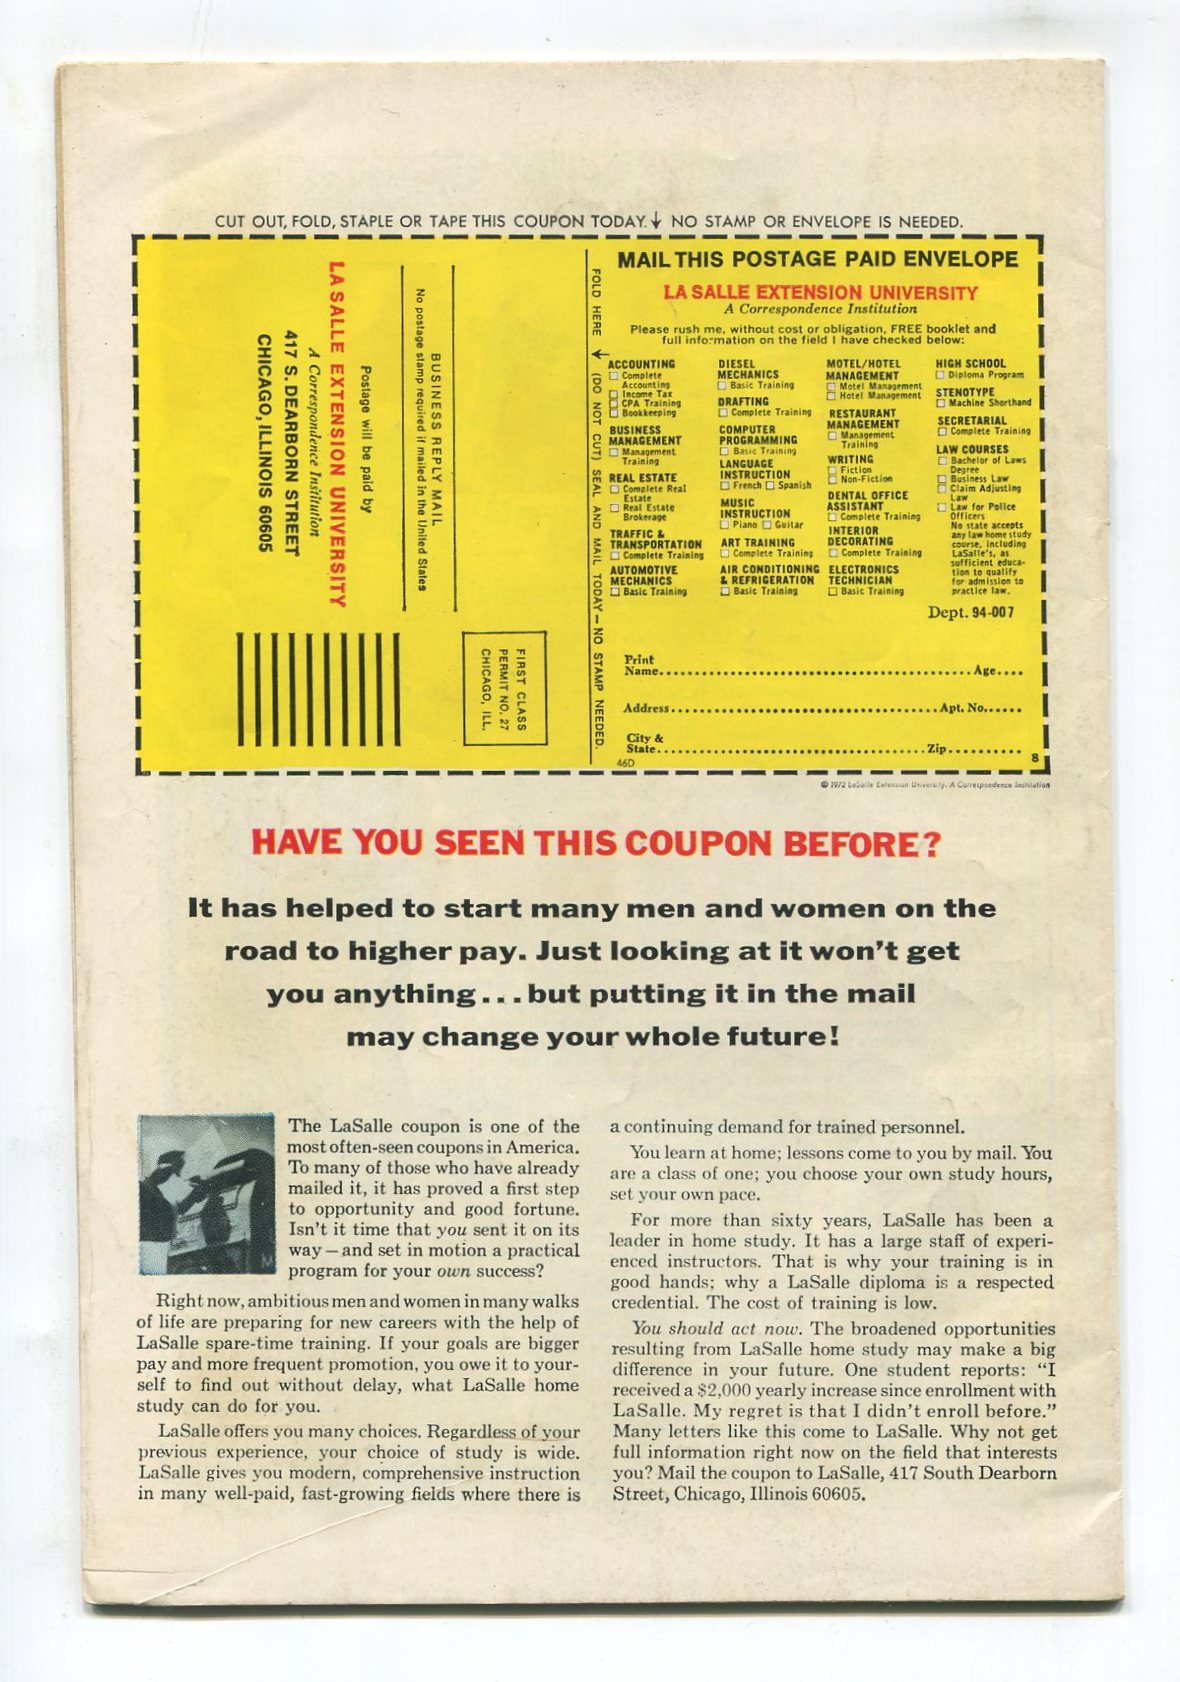 CUT OUT, FOLD, STAPLE OR TAPE THIS COUPON TODAY. ↓ NO STAMP OR ENVELOPE IS NEEDED.
LA SALLE EXTENSION UNIVERSITY
A Correspondence Institution
417 S. DEARBORN STREET
CHICAGO, ILLINOIS 60605
Postage will be paid by
BUSINESS REPLY MAIL
No postage stamp required if mailed in the United States
FIRST CLASS
PERMIT NO. 27
CHICAGO, ILL.
FOLD HERE → (DO NOT CUT) SEAL AND MAIL TODAY—NO STAMP NEEDED.
MAIL THIS POSTAGE PAID ENVELOPE
LA SALLE EXTENSION UNIVERSITY
A Correspondence Institution
Please rush me, without cost or obligation, FREE booklet and
full information on the field I have checked below:
ACCOUNTING
☐ Complete
Accounting
☐ Income Tax
☐ CPA Training
☐ Bookkeeping
BUSINESS
MANAGEMENT
☐ Management
Training
REAL ESTATE
☐ Complete Real
Estate
☐ Real Estate
Brokerage
TRAFFIC &
TRANSPORTATION
☐ Complete Training
AUTOMOTIVE
MECHANICS
☐ Basic Training
DIESEL
MECHANICS
☐ Basic Training
DRAFTING
☐ Complete Training
COMPUTER
PROGRAMMING
☐ Basic Training
LANGUAGE
INSTRUCTION
☐ French ☐ Spanish
MUSIC
INSTRUCTION
☐ Piano ☐ Guitar
ART TRAINING
☐ Complete Training
AIR CONDITIONING
& REFRIGERATION
☐ Basic Training
MOTEL/HOTEL
MANAGEMENT
☐ Motel Management
☐ Hotel Management
RESTAURANT
MANAGEMENT
☐ Management
Training
WRITING
☐ Fiction
☐ Non-Fiction
DENTAL OFFICE
ASSISTANT
☐ Complete Training
INTERIOR
DECORATING
☐ Complete Training
ELECTRONICS
TECHNICIAN
☐ Basic Training
HIGH SCHOOL
☐ Diploma Program
STENOTYPE
☐ Machine Shorthand
SECRETARIAL
☐ Complete Training
LAW COURSES
☐ Bachelor of Laws
Degree
☐ Business Law
☐ Claim Adjusting
Law
☐ Law for Police
Officers
No state accepts
any law home study
course, including
LaSalle's, as
sufficient educa-
tion to qualify
for admission to
practice law.
Dept. 94-007
Print
Name.......... Age....
Address.......... Apt. No......
City &
State.......... Zip..........
46D
8
© 1972 LaSalle Extension University. A Correspondence Institution
HAVE YOU SEEN THIS COUPON BEFORE?
It has helped to start many men and women on the
road to higher pay. Just looking at it won't get
you anything...but putting it in the mail
may change your whole future!
The LaSalle coupon is one of the
most often-seen coupons in America.
To many of those who have already
mailed it, it has proved a first step
to opportunity and good fortune.
Isn't it time that you sent it on its
way — and set in motion a practical
program for your own success?
Right now, ambitious men and women in many walks
of life are preparing for new careers with the help of
LaSalle spare-time training. If your goals are bigger
pay and more frequent promotion, you owe it to your-
self to find out without delay, what LaSalle home
study can do for you.
LaSalle offers you many choices. Regardless of your
previous experience, your choice of study is wide.
LaSalle gives you modern, comprehensive instruction
in many well-paid, fast-growing fields where there is
a continuing demand for trained personnel.
You learn at home; lessons come to you by mail. You
are a class of one; you choose your own study hours,
set your own pace.
For more than sixty years, LaSalle has been a
leader in home study. It has a large staff of experi-
enced instructors. That is why your training is in
good hands; why a LaSalle diploma is a respected
credential. The cost of training is low.
You should act now. The broadened opportunities
resulting from LaSalle home study may make a big
difference in your future. One student reports: “I
received a $2,000 yearly increase since enrollment with
LaSalle. My regret is that I didn't enroll before.”
Many letters like this come to LaSalle. Why not get
full information right now on the field that interests
you? Mail the coupon to LaSalle, 417 South Dearborn
Street, Chicago, Illinois 60605.